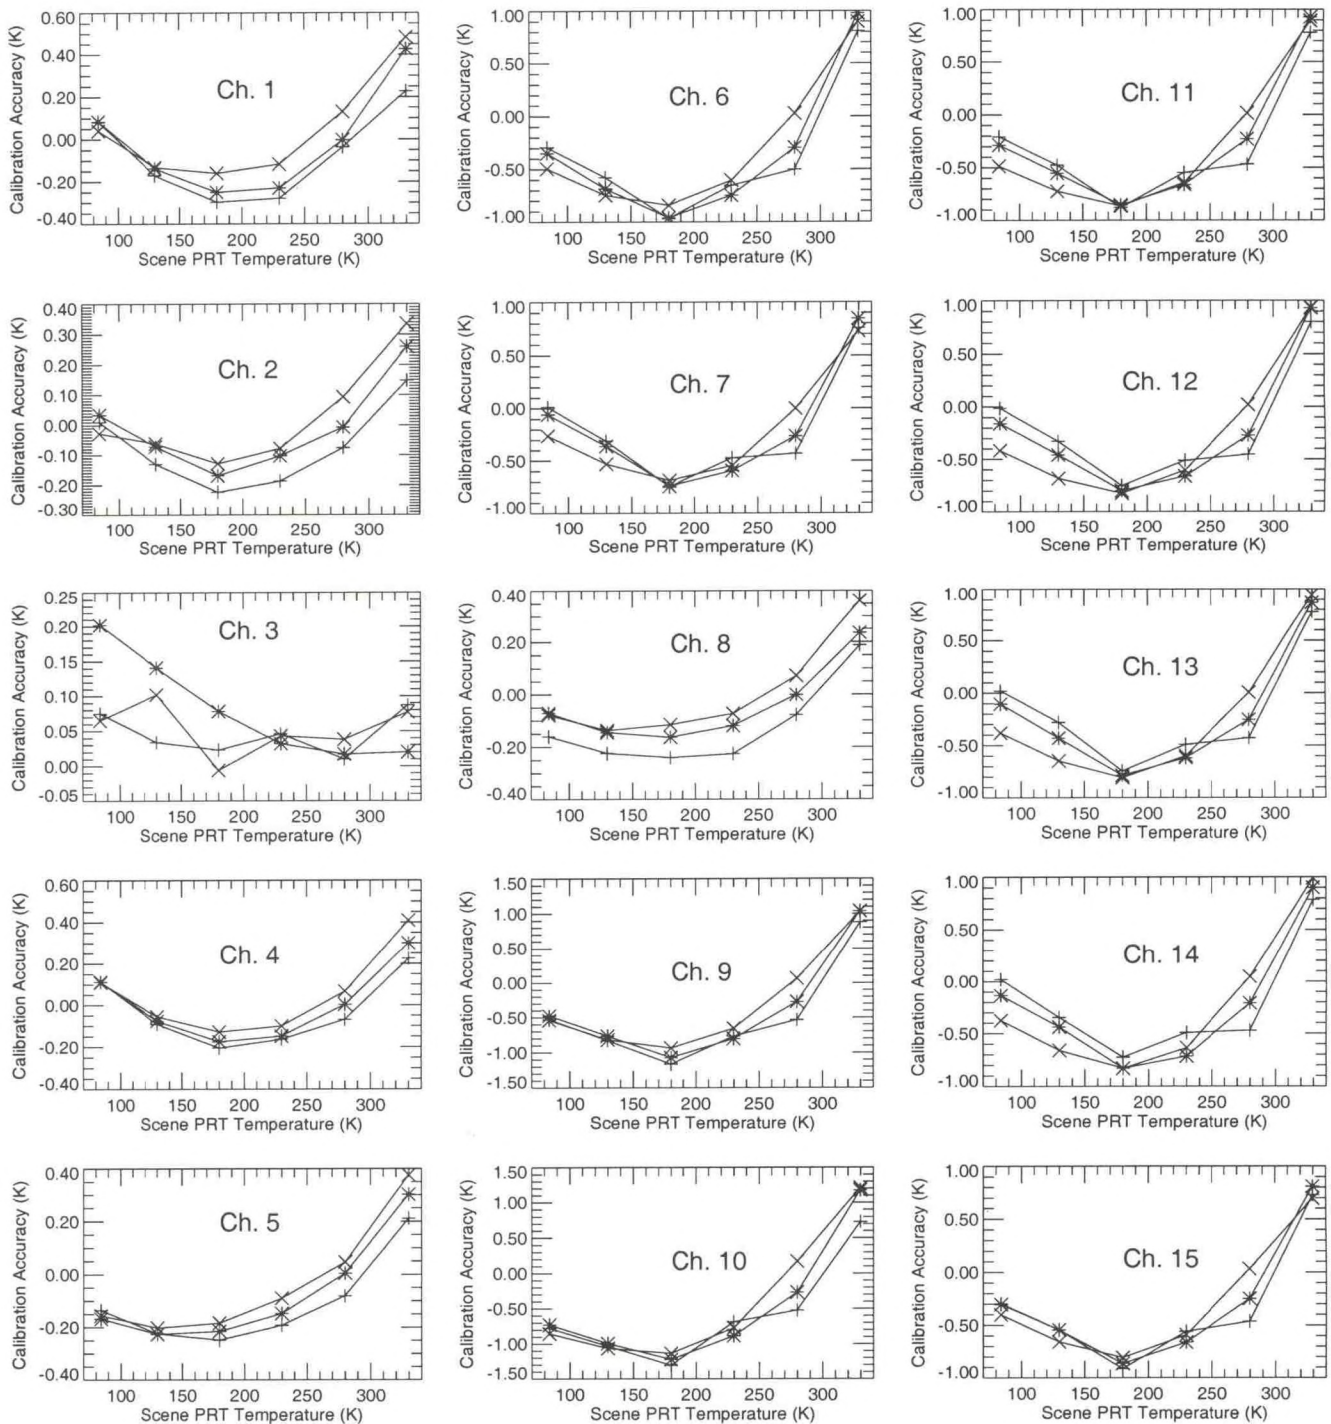 Calibration Accuracy (K)
0.60
0.40
0.20
0.00
-0.20
-0.40
Ch. 1
100 150 200 250 300
Scene PRT Temperature (K)
Calibration Accuracy (K)
1.00
0.50
0.00
-0.50
-1.00
Ch. 6
100 150 200 250 300
Scene PRT Temperature (K)
Calibration Accuracy (K)
1.00
0.50
0.00
-0.50
-1.00
Ch. 11
100 150 200 250 300
Scene PRT Temperature (K)
Calibration Accuracy (K)
0.40
0.30
0.20
0.10
0.00
-0.10
-0.20
-0.30
Ch. 2
100 150 200 250 300
Scene PRT Temperature (K)
Calibration Accuracy (K)
1.00
0.50
0.00
-0.50
-1.00
Ch. 7
100 150 200 250 300
Scene PRT Temperature (K)
Calibration Accuracy (K)
1.00
0.50
0.00
-0.50
-1.00
Ch. 12
100 150 200 250 300
Scene PRT Temperature (K)
Calibration Accuracy (K)
0.25
0.20
0.15
0.10
0.05
0.00
-0.05
Ch. 3
100 150 200 250 300
Scene PRT Temperature (K)
Calibration Accuracy (K)
0.40
0.20
0.00
-0.20
-0.40
Ch. 8
100 150 200 250 300
Scene PRT Temperature (K)
Calibration Accuracy (K)
1.00
0.50
0.00
-0.50
-1.00
Ch. 13
100 150 200 250 300
Scene PRT Temperature (K)
Calibration Accuracy (K)
0.60
0.40
0.20
0.00
-0.20
-0.40
Ch. 4
100 150 200 250 300
Scene PRT Temperature (K)
Calibration Accuracy (K)
1.50
1.00
0.50
0.00
-0.50
-1.00
-1.50
Ch. 9
100 150 200 250 300
Scene PRT Temperature (K)
Calibration Accuracy (K)
1.00
0.50
0.00
-0.50
-1.00
Ch. 14
100 150 200 250 300
Scene PRT Temperature (K)
Calibration Accuracy (K)
0.40
0.20
0.00
-0.20
-0.40
Ch. 5
100 150 200 250 300
Scene PRT Temperature (K)
Calibration Accuracy (K)
1.50
1.00
0.50
0.00
-0.50
-1.00
-1.50
Ch. 10
100 150 200 250 300
Scene PRT Temperature (K)
Calibration Accuracy (K)
1.00
0.50
0.00
-0.50
-1.00
Ch. 15
100 150 200 250 300
Scene PRT Temperature (K)